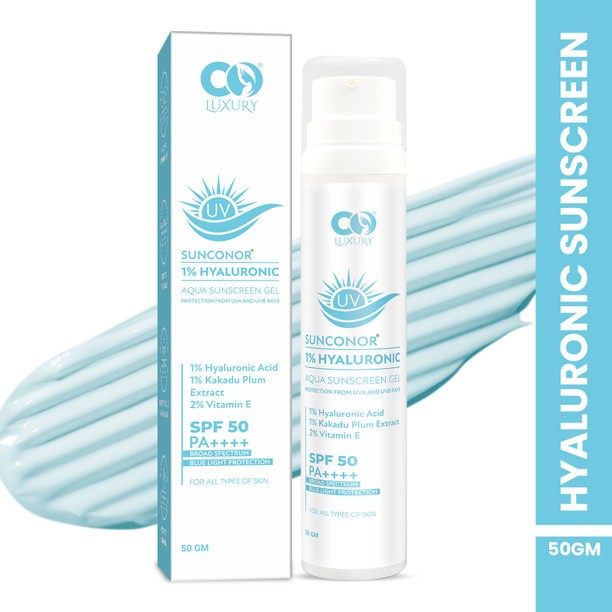 CO®
LUXURY
UV
SUNCONOR®
1% HYALURONIC
AQUA SUNSCREEN GEL
PROTECTION FROM UVA AND UVB RAYS
1% Hyaluronic Acid
1% Kakadu Plum
Extract
2% Vitamin E
SPF 50
PA++++
BROAD SPECTRUM
BLUE LIGHT PROTECTION
FOR ALL TYPES OF SKIN
50 GM
CO
LUXURY
UV
SUNCONOR®
1% HYALURONIC
AQUA SUNSCREEN GEL
PROTECTION FROM UVA AND UVB RAYS
1% Hyaluronic Acid
1% Kakadu Plum Extract
2% Vitamin E
SPF 50
PA++++
BROAD SPECTRUM
BLUE LIGHT PROTECTION
FOR ALL TYPES OF SKIN
50 GM
HYALURONIC SUNSCREEN
50GM